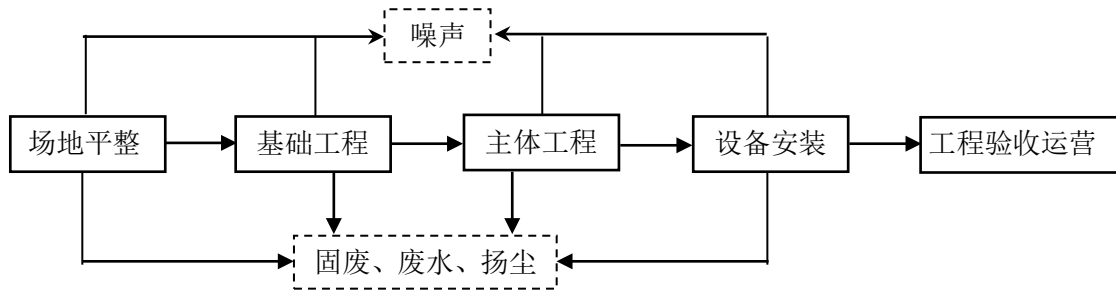 噪声
场地平整
基础工程
主体工程
设备安装
工程验收运营
固废、废水、扬尘